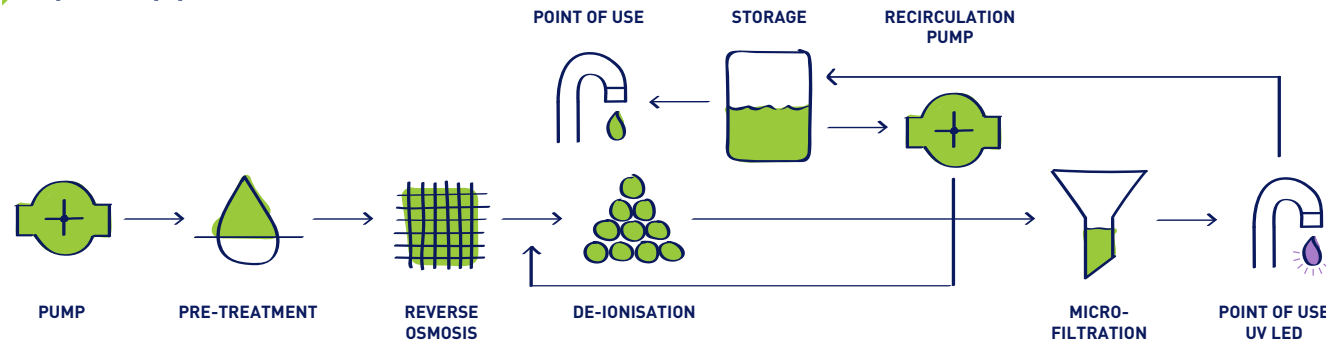 POINT OF USE
STORAGE
RECIRCULATION
PUMP
PUMP
PRE-TREATMENT
REVERSE
OSMOSIS
DE-IONISATION
MICRO-
FILTRATION
POINT OF USE
UV LED